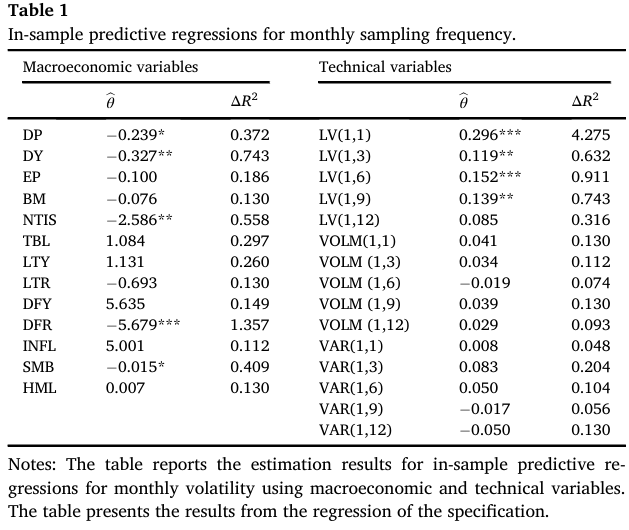 Table 1
In-sample predictive regressions for monthly sampling frequency.
Macroeconomic variables Technical variables
θ̂ ΔR² θ̂ ΔR²
DP −0.239* 0.372 LV(1,1) 0.296*** 4.275
DY −0.327** 0.743 LV(1,3) 0.119** 0.632
EP −0.100 0.186 LV(1,6) 0.152*** 0.911
BM −0.076 0.130 LV(1,9) 0.139** 0.743
NTIS −2.586** 0.558 LV(1,12) 0.085 0.316
TBL 1.084 0.297 VOLM(1,1) 0.041 0.130
LTY 1.131 0.260 VOLM (1,3) 0.034 0.112
LTR −0.693 0.130 VOLM (1,6) −0.019 0.074
DFY 5.635 0.149 VOLM (1,9) 0.039 0.130
DFR −5.679*** 1.357 VOLM (1,12) 0.029 0.093
INFL 5.001 0.112 VAR(1,1) 0.008 0.048
SMB −0.015* 0.409 VAR(1,3) 0.083 0.204
HML 0.007 0.130 VAR(1,6) 0.050 0.104
VAR(1,9) −0.017 0.056
VAR(1,12) −0.050 0.130
Notes: The table reports the estimation results for in-sample predictive re-
gressions for monthly volatility using macroeconomic and technical variables.
The table presents the results from the regression of the specification.